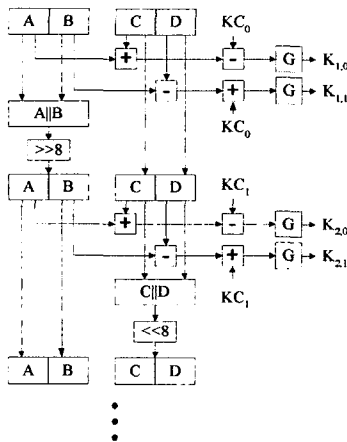 A B C D KC₀
+ - G K₁,₀
- + G K₁,₁
A||B KC₀
>>8
A B C D KC₁
+ - G K₂,₀
- + G K₂,₁
C||D KC₁
<<8
A B C D